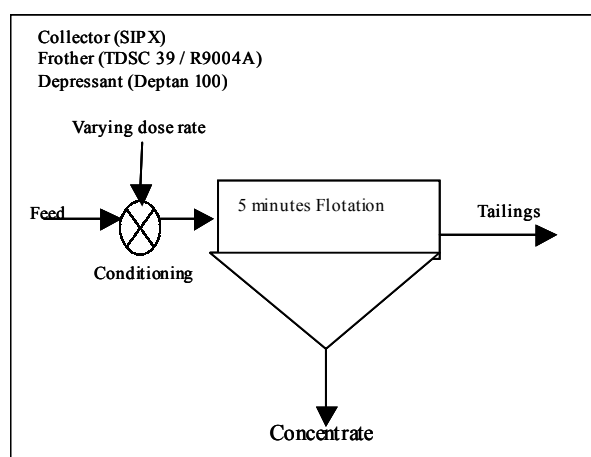 Collector (SIPX)
Frother (TDSC 39 / R9004A)
Depressant (Deptan 100)
Varying dose rate
Feed
5 minutes Flotation
Tailings
Conditioning
Concentrate